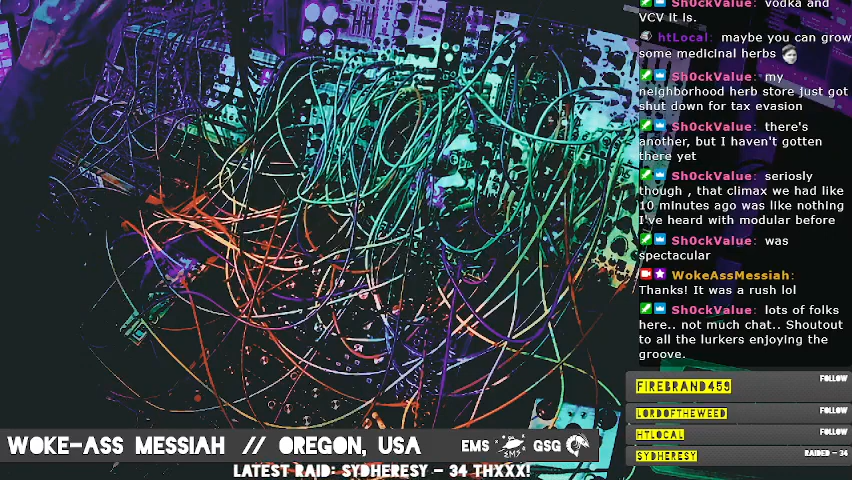 Sh0ckValue: vodka and
VCV it is.
htLocal: maybe you can grow
some medicinal herbs
Sh0ckValue: my
neighborhood herb store just got
shut down for tax evasion
Sh0ckValue: there's
another, but I haven't gotten
there yet
Sh0ckValue: seriosly
though , that climax we had like
10 minutes ago was like nothing
I've heard with modular before
Sh0ckValue: was
spectacular
WokeAssMessiah:
Thanks! It was a rush lol
Sh0ckValue: lots of folks
here.. not much chat.. Shoutout
to all the lurkers enjoying the
groove.
FIREBRAND459 FOLLOW
LORDOFTHEWEED FOLLOW
HTLOCAL FOLLOW
SYDHERESY RAIDED - 34
WOKE-ASS MESSIAH // OREGON, USA EMS EMS GSG
LATEST RAID: SYDHERESY - 34 THXXX!